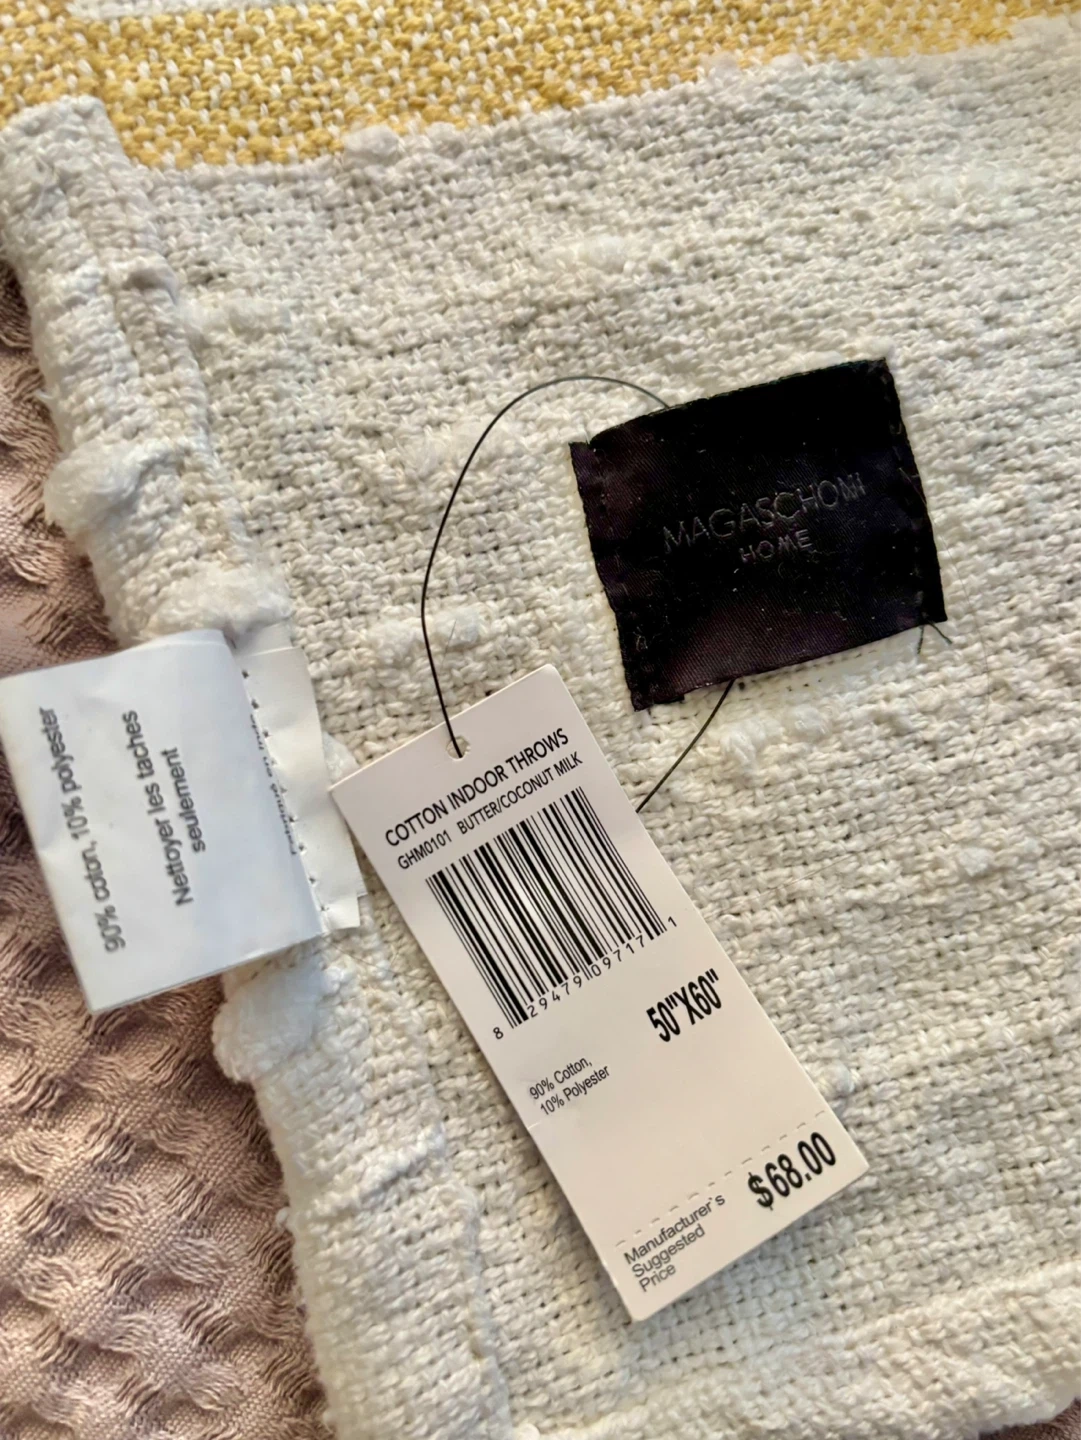 MAGASCHONI
HOME
90% coton, 10% polyester
Nettoyer les taches
seulement
COTTON INDOOR THROWS
GHM0101 BUTTER/COCONUT MILK
8 29479 09717 1
50"X60"
90% Cotton,
10% Polyester
$68.00
Manufacturer's
Suggested
Price